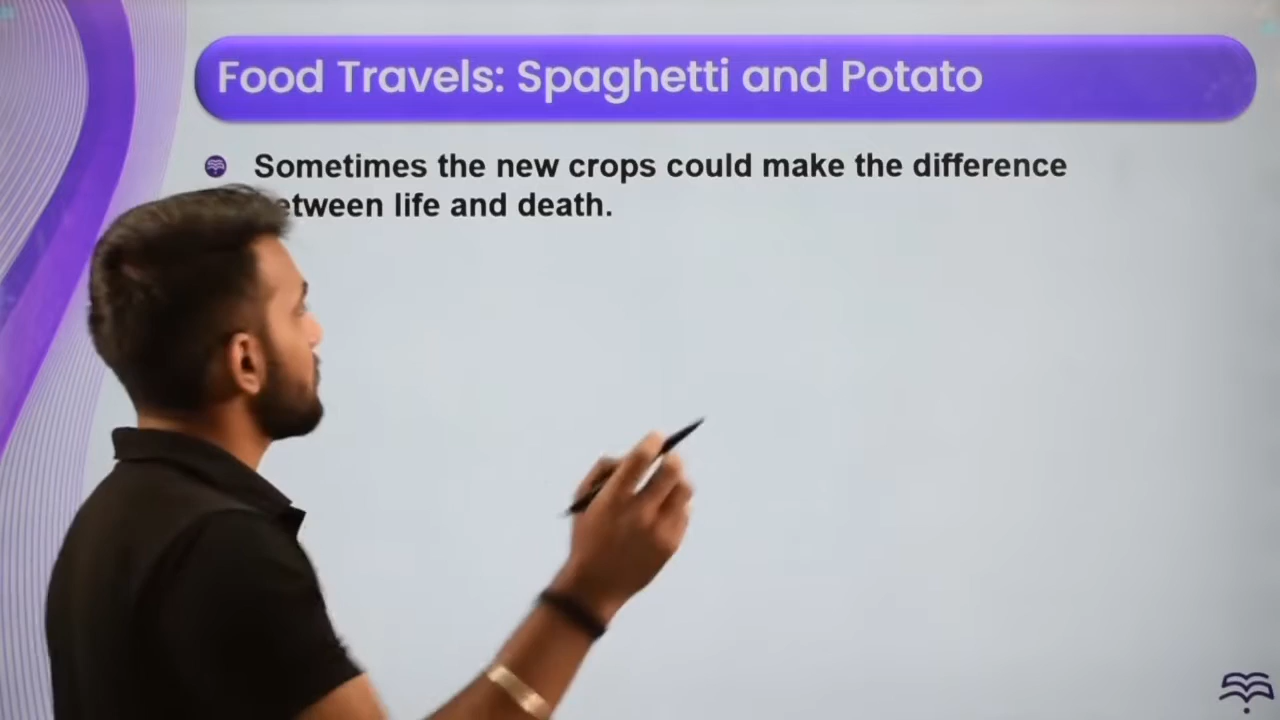 Food Travels: Spaghetti and Potato
Sometimes the new crops could make the difference
etween life and death.